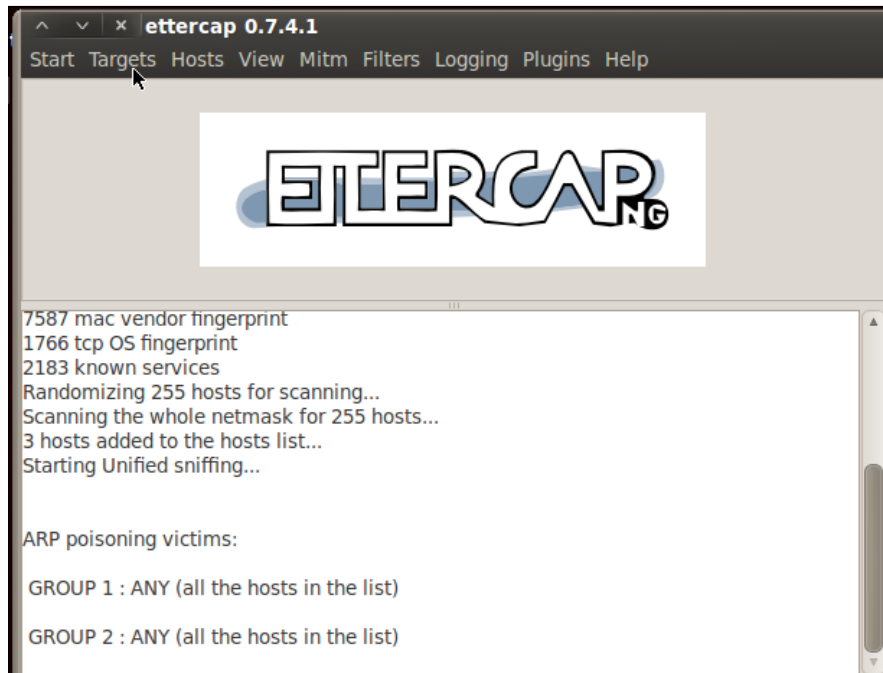 ettercap 0.7.4.1
Start Targets Hosts View Mitm Filters Logging Plugins Help
ETTERCAP
NG
7587 mac vendor fingerprint
1766 tcp OS fingerprint
2183 known services
Randomizing 255 hosts for scanning...
Scanning the whole netmask for 255 hosts...
3 hosts added to the hosts list...
Starting Unified sniffing...
ARP poisoning victims:
GROUP 1 : ANY (all the hosts in the list)
GROUP 2 : ANY (all the hosts in the list)